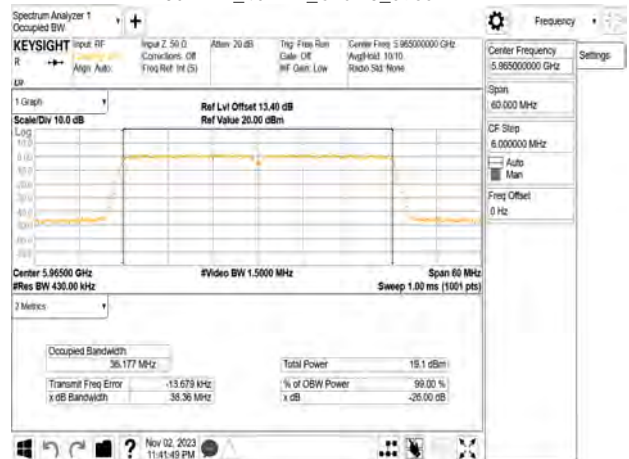 Spectrum Analyzer 1
Occupied BW
Frequency
KEYSIGHT
Input: RF
Input Z: 50 Ω
Atten: 20 dB
Trig: Free Run
Center Freq: 5.965000000 GHz
R
Align: Auto
Corrections: Off
Gate: Off
Avg|Hold: 10/10
Freq Ref: Int (S)
#IF Gain: Low
Radio Std: None
Center Frequency
5.965000000 GHz
Settings
Span
60.000 MHz
CF Step
6.000000 MHz
Auto
Man
Freq Offset
0 Hz
1 Graph
Ref Lvl Offset 13.40 dB
Scale/Div 10.0 dB
Ref Value 20.00 dBm
Log
Center 5.96500 GHz
#Video BW 1.5000 MHz
Span 60 MHz
#Res BW 430.00 kHz
Sweep 1.00 ms (1001 pts)
2 Metrics
Occupied Bandwidth
36.177 MHz
Total Power
19.1 dBm
Transmit Freq Error
-13.679 kHz
% of OBW Power
99.00 %
x dB Bandwidth
38.36 MHz
x dB
-26.00 dB
?
Nov 02, 2023
11:41:49 PM